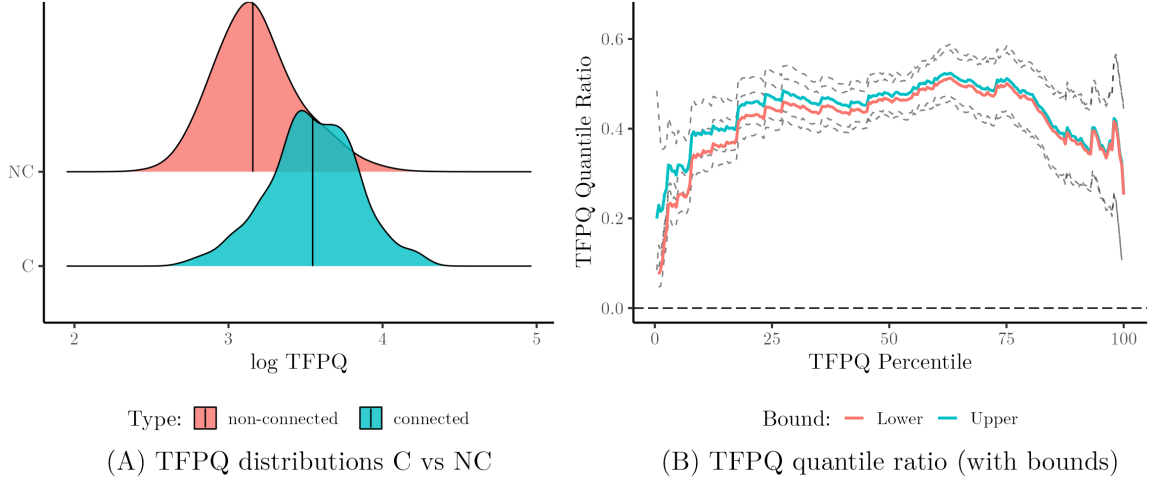 NC
C
2 3 4 5
log TFPQ
Type: non-connected connected
(A) TFPQ distributions C vs NC
TFPQ Quantile Ratio
0.6
0.4
0.2
0.0
0 25 50 75 100
TFPQ Percentile
Bound: Lower Upper
(B) TFPQ quantile ratio (with bounds)